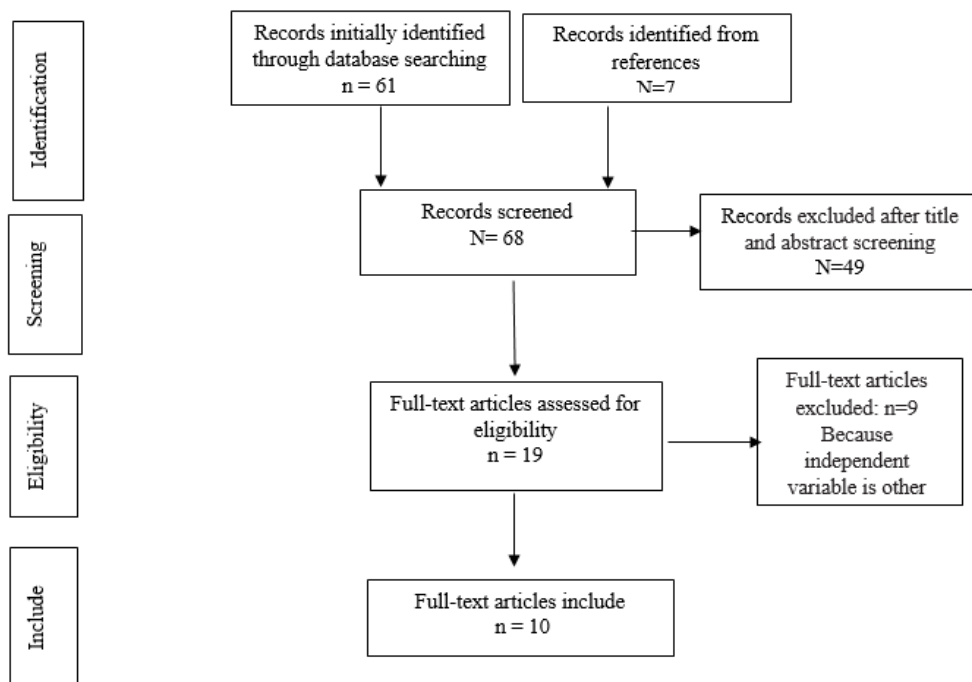 Identification
Records initially identified
through database searching
n = 61
Records identified from
references
N=7
Screening
Records screened
N= 68
Records excluded after title
and abstract screening
N=49
Eligibility
Full-text articles assessed for
eligibility
n = 19
Full-text articles
excluded: n=9
Because
independent
variable is other
Include
Full-text articles include
n = 10